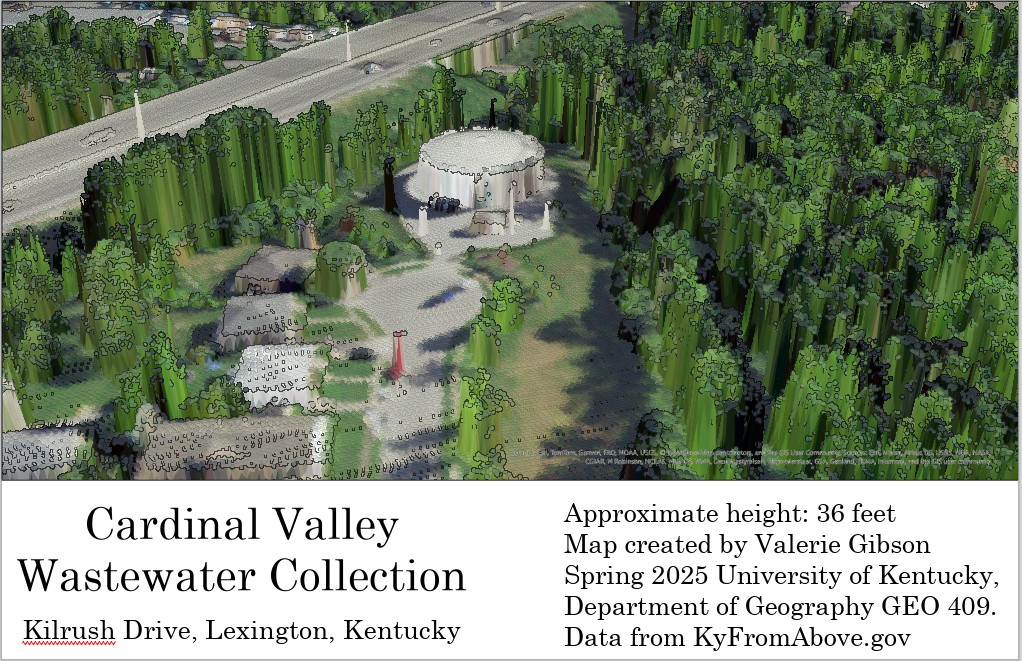 Cardinal Valley
Wastewater Collection
Kilrush Drive, Lexington, Kentucky
Approximate height: 36 feet
Map created by Valerie Gibson
Spring 2025 University of Kentucky,
Department of Geography GEO 409.
Data from KyFromAbove.gov